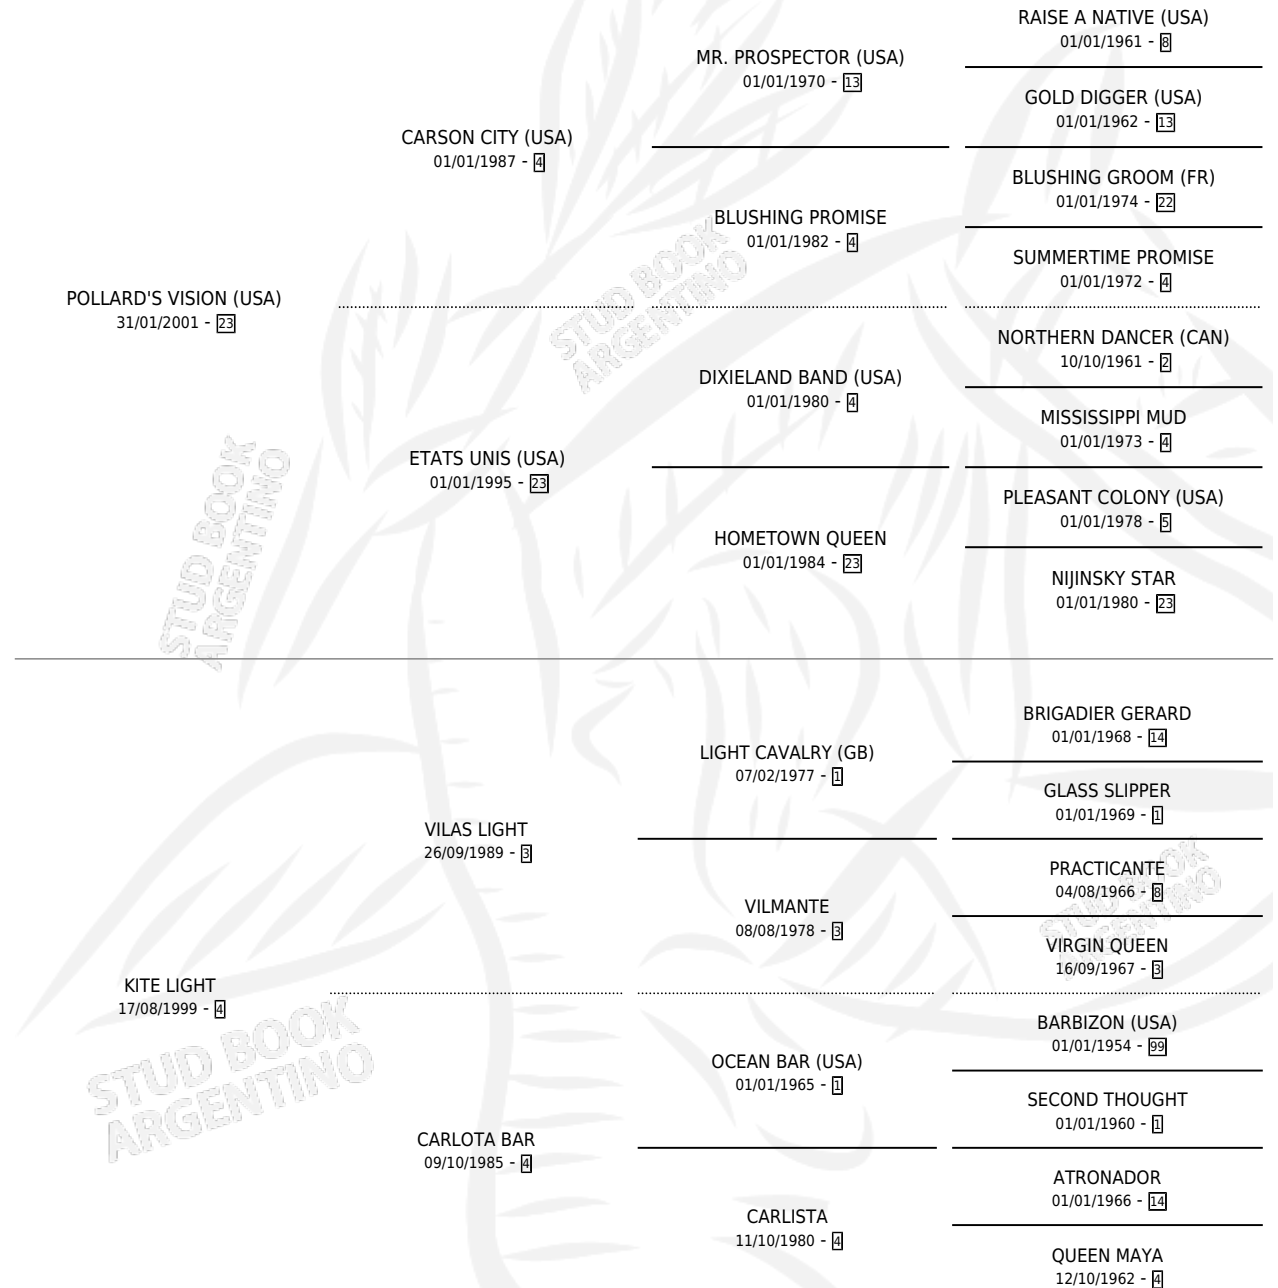 RAISE A NATIVE (USA)
01/01/1961 - 8
MR. PROSPECTOR (USA)
01/01/1970 - 13
GOLD DIGGER (USA)
01/01/1962 - 13
CARSON CITY (USA)
01/01/1987 - 4
BLUSHING GROOM (FR)
01/01/1974 - 22
BLUSHING PROMISE
01/01/1982 - 4
SUMMERTIME PROMISE
01/01/1972 - 4
POLLARD'S VISION (USA)
31/01/2001 - 23
NORTHERN DANCER (CAN)
10/10/1961 - 2
DIXIELAND BAND (USA)
01/01/1980 - 4
MISSISSIPPI MUD
01/01/1973 - 4
ETATS UNIS (USA)
01/01/1995 - 23
PLEASANT COLONY (USA)
01/01/1978 - 5
HOMETOWN QUEEN
01/01/1984 - 23
NIJINSKY STAR
01/01/1980 - 23
BRIGADIER GERARD
01/01/1968 - 14
LIGHT CAVALRY (GB)
07/02/1977 - 1
GLASS SLIPPER
01/01/1969 - 1
VILAS LIGHT
26/09/1989 - 3
PRACTICANTE
04/08/1966 - 8
VILMANTE
08/08/1978 - 3
VIRGIN QUEEN
16/09/1967 - 3
KITE LIGHT
17/08/1999 - 4
BARBIZON (USA)
01/01/1954 - 99
OCEAN BAR (USA)
01/01/1965 - 1
SECOND THOUGHT
01/01/1960 - 1
CARLOTA BAR
09/10/1985 - 4
ATRONADOR
01/01/1966 - 14
CARLISTA
11/10/1980 - 4
QUEEN MAYA
12/10/1962 - 4
STUD BOOK
ARGENTINO
STUD BOOK
ARGENTINO
STUD BOOK
ARGENTINO
STUD BOOK
ARGENTINO